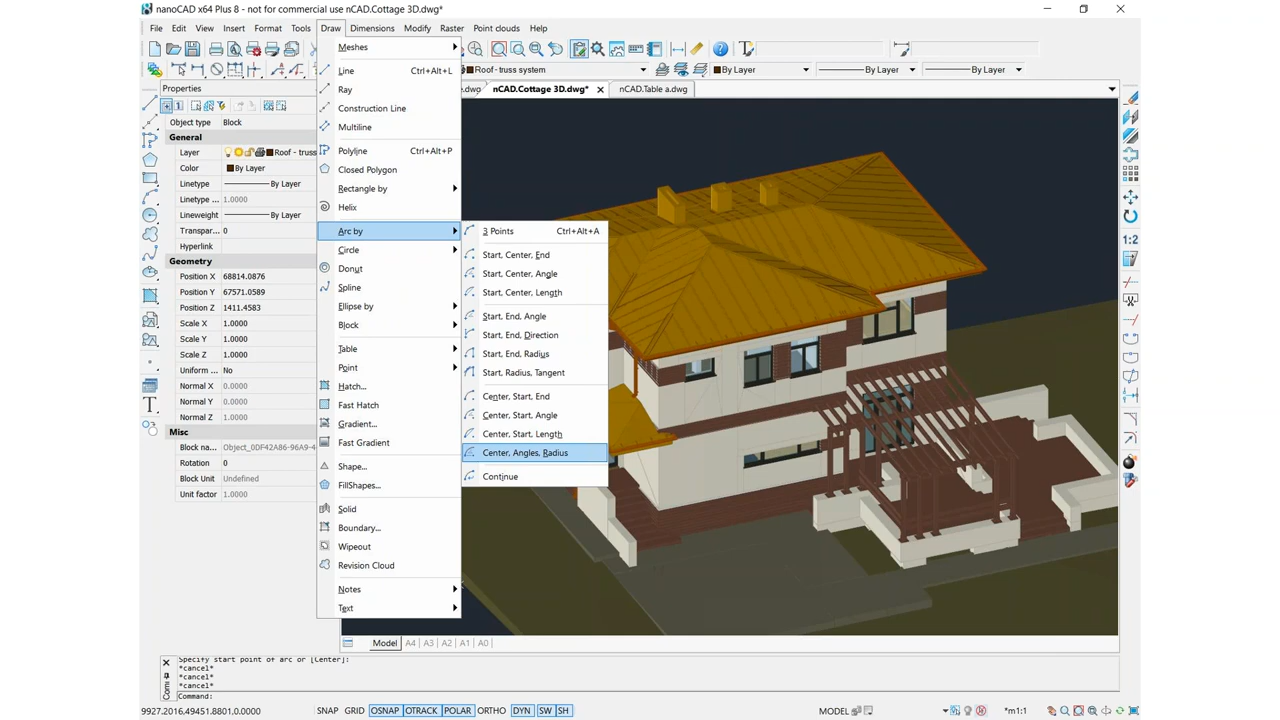 nanoCAD x64 Plus 8 - not for commercial use nCAD.Cottage 3D.dwg*
File Edit View Insert Format Tools Draw Dimensions Modify Raster Point clouds Help
Roof - truss system By Layer By Layer By Layer
e.dwg nCAD.Cottage 3D.dwg* nCAD.Table a.dwg
Properties
Object type Block
General
Layer Roof - truss
Color By Layer
Linetype By Layer
Linetype ... 1.0000
Lineweight By Layer
Transpar... 0
Hyperlink
Geometry
Position X 68814.0876
Position Y 67571.0589
Position Z 1411.4583
Scale X 1.0000
Scale Y 1.0000
Scale Z 1.0000
Uniform ... No
Normal X 0.0000
Normal Y 0.0000
Normal Z 1.0000
Misc
Block na... Object_0DF42A86-96A9-4
Rotation 0
Block Unit Undefined
Unit factor 1.0000
Meshes
Line Ctrl+Alt+L
Ray
Construction Line
Multiline
Polyline Ctrl+Alt+P
Closed Polygon
Rectangle by
Helix
Arc by
Circle
Donut
Spline
Ellipse by
Block
Table
Point
Hatch...
Fast Hatch
Gradient...
Fast Gradient
Shape...
FillShapes...
Solid
Boundary...
Wipeout
Revision Cloud
Notes
Text
3 Points Ctrl+Alt+A
Start, Center, End
Start, Center, Angle
Start, Center, Length
Start, End, Angle
Start, End, Direction
Start, End, Radius
Start, Radius, Tangent
Center, Start, End
Center, Start, Angle
Center, Start, Length
Center, Angles, Radius
Continue
1:2
Model A4 A3 A2 A1 A0
Specify start point of arc or [Center]:
*cancel*
*cancel*
*cancel*
Command:
9927.2016,49451.8801,0.0000 SNAP GRID OSNAP OTRACK POLAR ORTHO DYN SW SH MODEL *m1:1